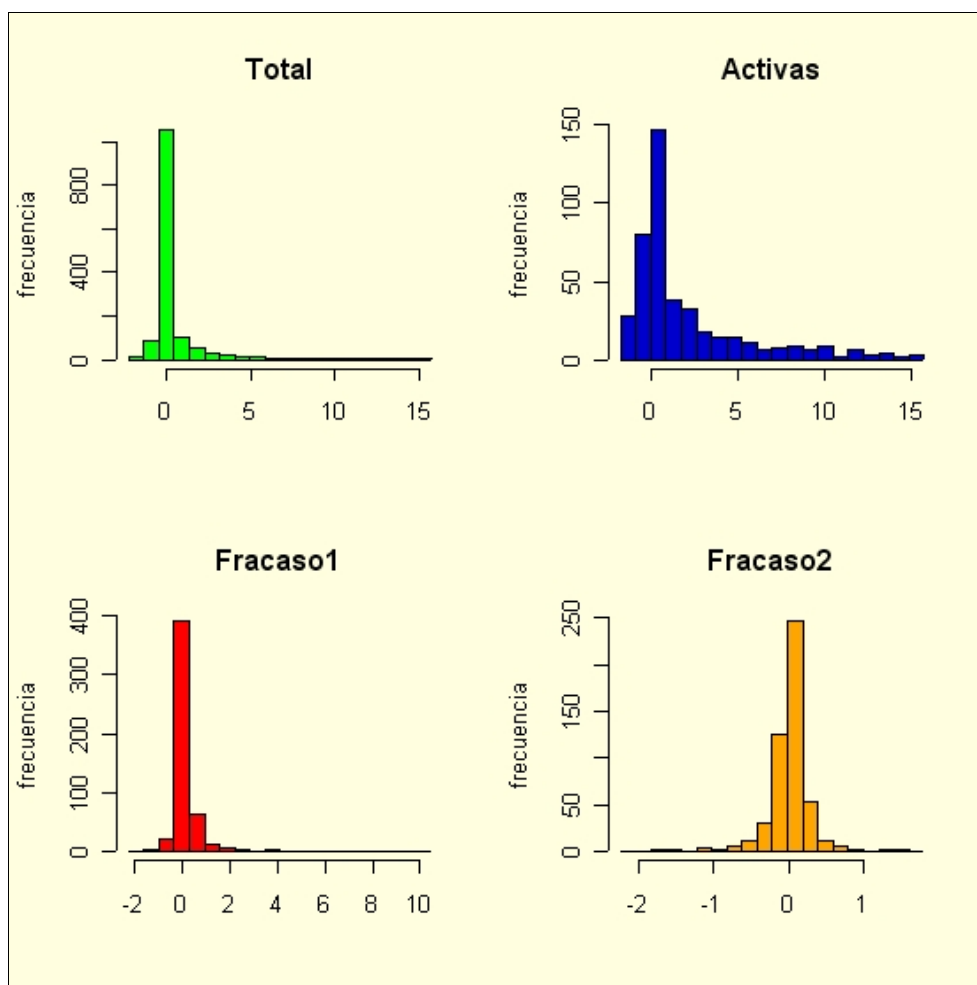 Total
frecuencia
0 400 800
0 5 10 15
Activas
frecuencia
0 50 100 150
0 5 10 15
Fracaso1
frecuencia
0 100 200 300 400
-2 0 2 4 6 8 10
Fracaso2
frecuencia
0 50 150 250
-2 -1 0 1